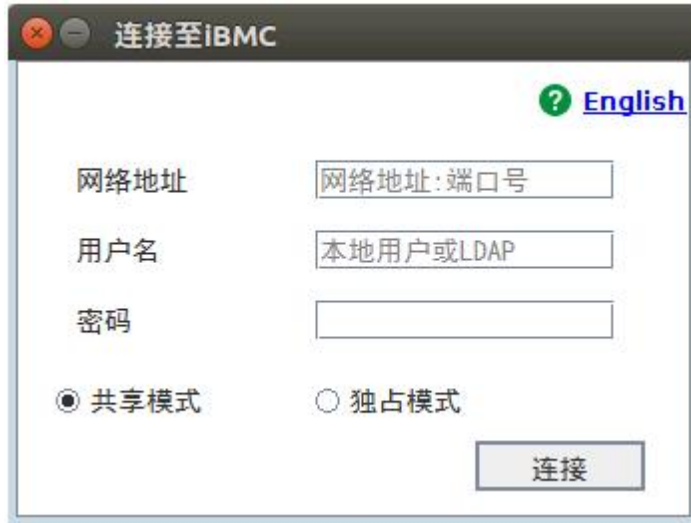 连接至iBMC
English
网络地址 网络地址:端口号
用户名 本地用户或LDAP
密码
共享模式 独占模式
连接